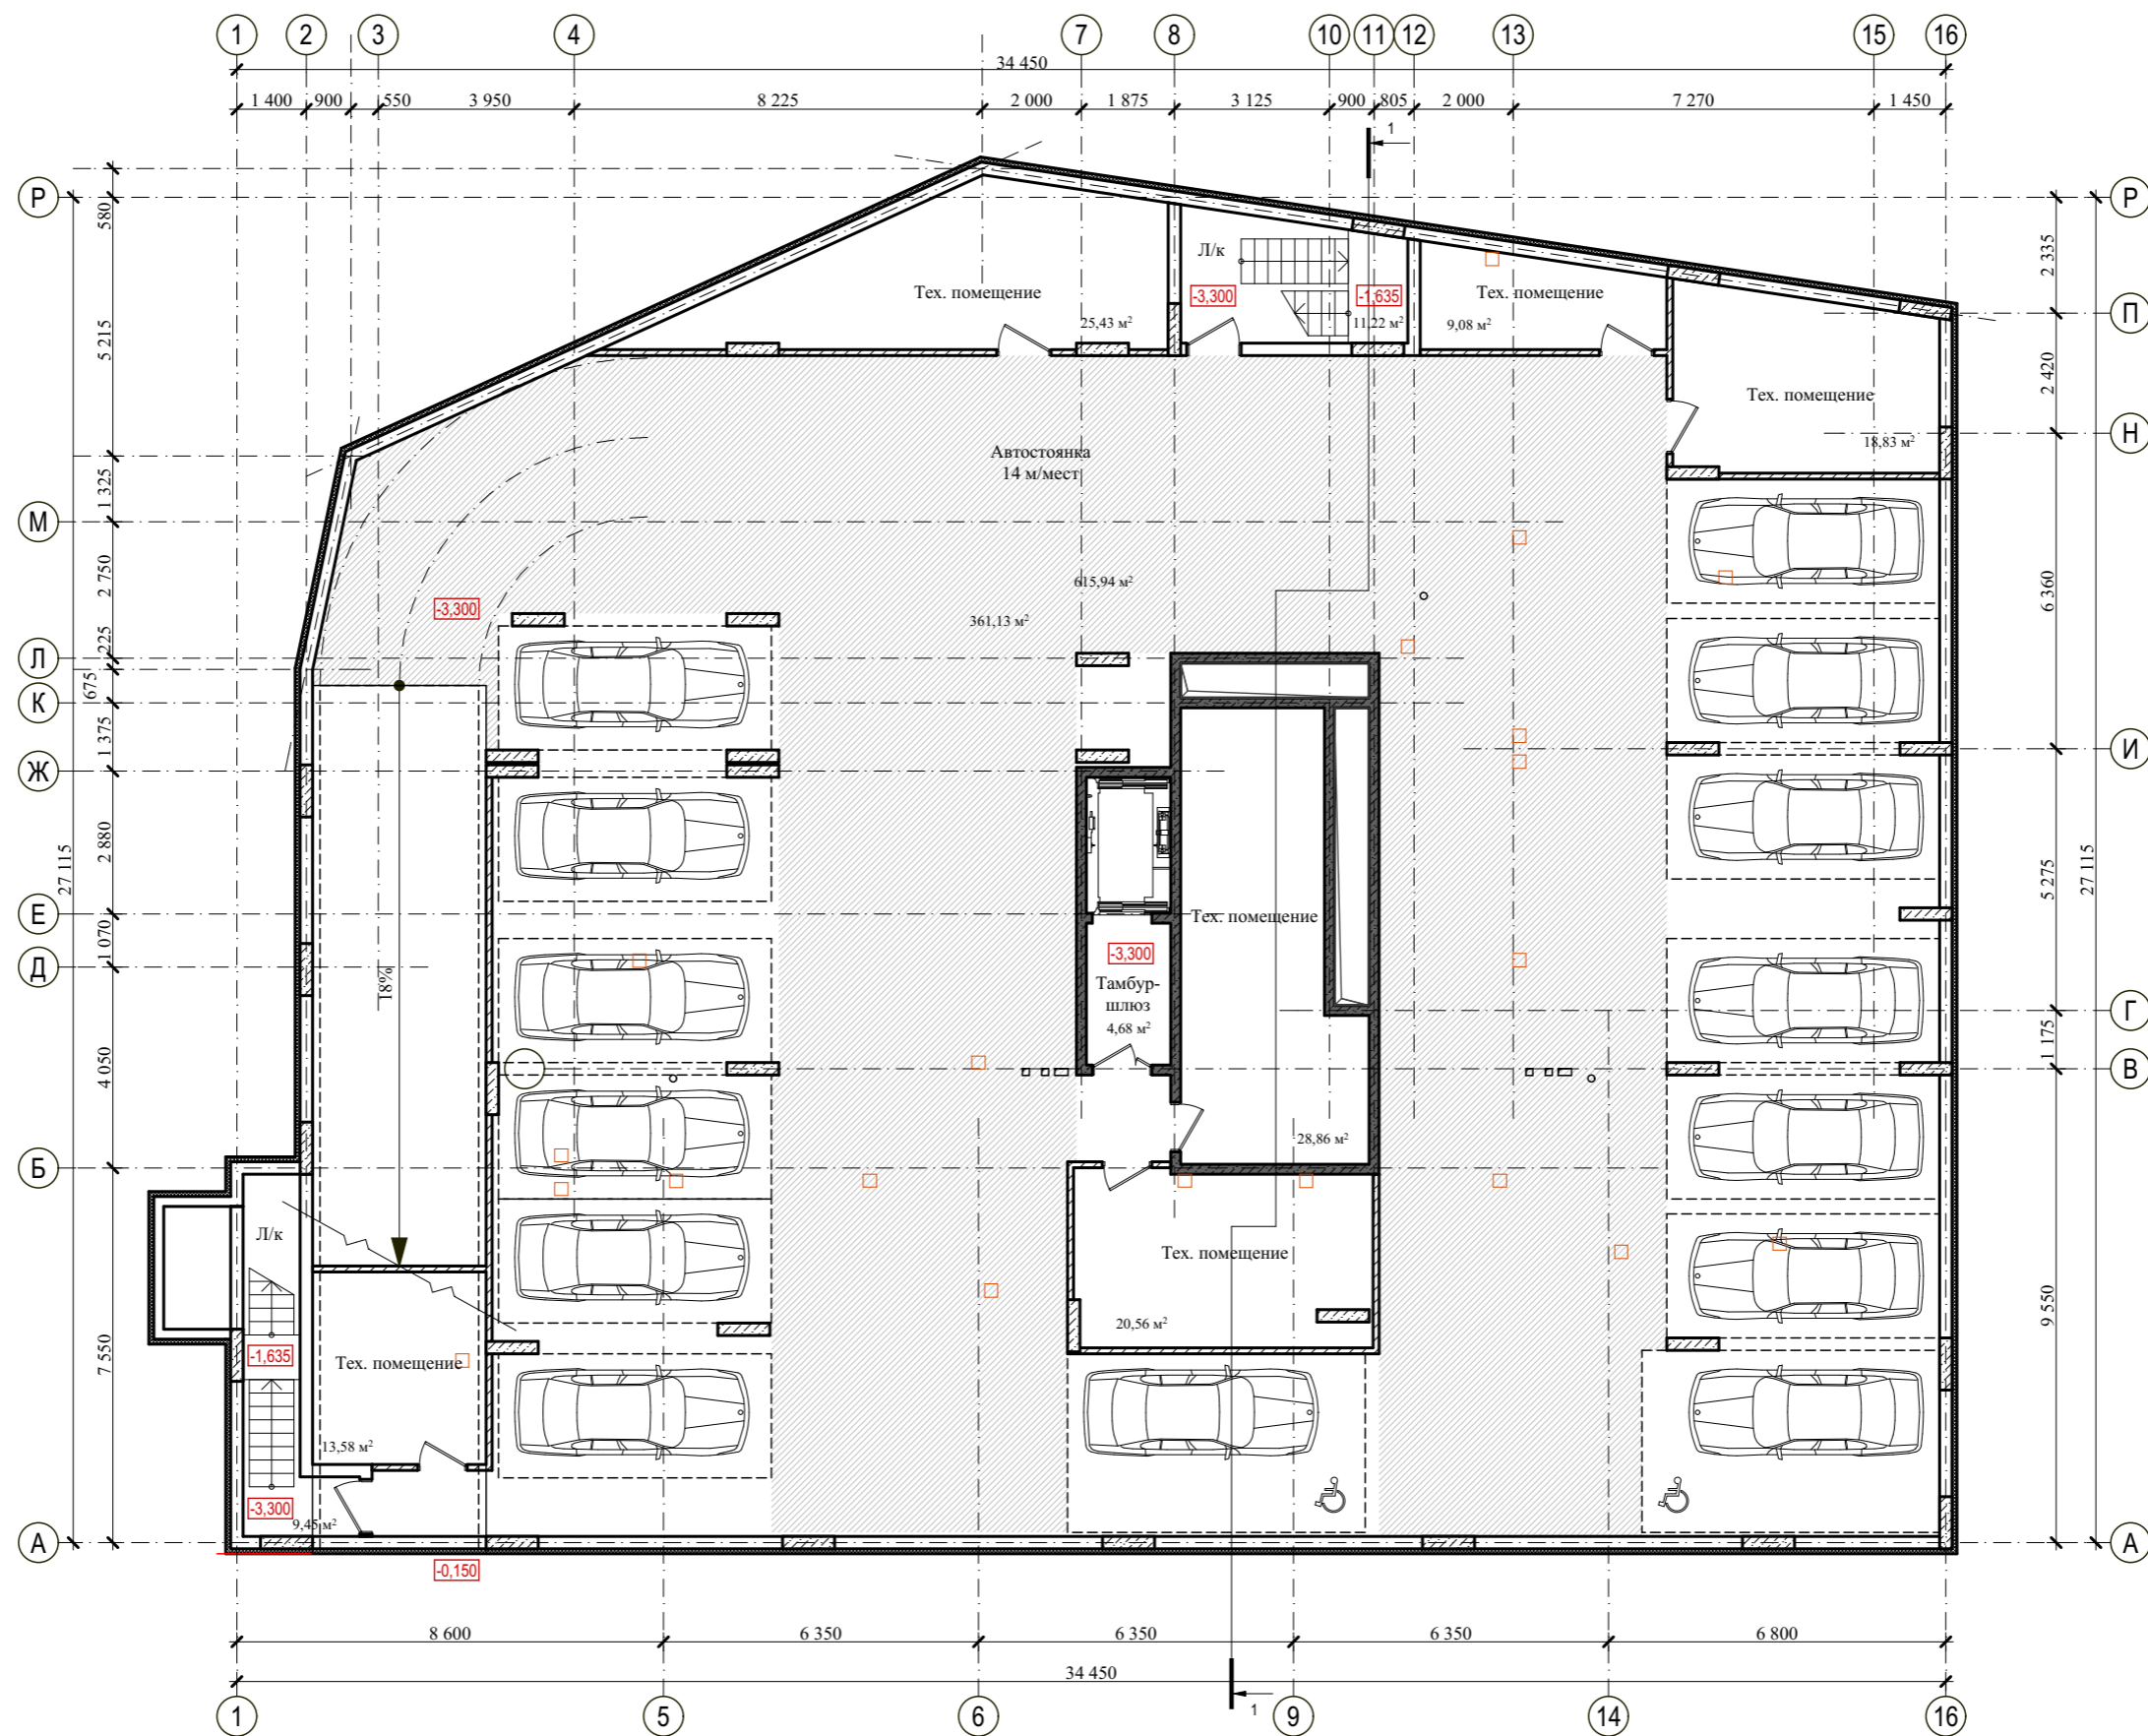 1 2 3 4 7 8 10 11 12 13 15 16
34 450
1 400 900 550 3 950 8 225 2 000 1 875 3 125 900 805 2 000 7 270 1 450
1
Р Р
580
2 335
Л/к
Тех. помещение
Тех. помещение
-3,300
-1,635
25,43 м²
11,22 м²
9,08 м²
П
5 215
2 420
Тех. помещение
18,83 м²
Н
Автостоянка
14 м/мест
1 325
М
2 750
615,94 м²
361,13 м²
-3,300
6 360
225
Л
675
К
1 375
И
Ж
2 880
27 115
27 115
5 275
Е
Тех. помещение
1 070
-3,300
Д
18%
Тамбур-
шлюз
4,68 м²
Г
1 175
4 050
В
28,86 м²
Б
Л/к
Тех. помещение
9 550
7 550
20,56 м²
-1,635
Тех. помещение
13,58 м²
-3,300
9,45 м²
А А
-0,150
8 600 6 350 6 350 6 350 6 800
34 450
1
1 5 6 9 14 16